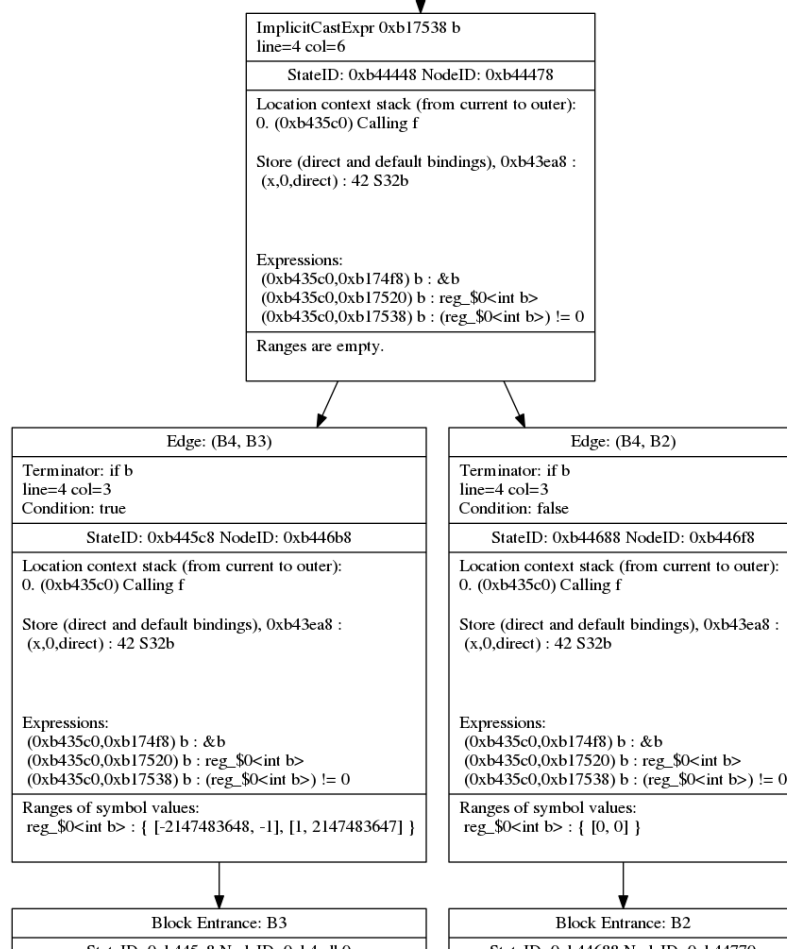 ImplicitCastExpr 0xb17538 b
line=4 col=6
StateID: 0xb44448 NodeID: 0xb44478
Location context stack (from current to outer):
0. (0xb435c0) Calling f
Store (direct and default bindings), 0xb43ea8 :
(x,0,direct) : 42 S32b
Expressions:
(0xb435c0,0xb174f8) b : &b
(0xb435c0,0xb17520) b : reg_$0<int b>
(0xb435c0,0xb17538) b : (reg_$0<int b>) != 0
Ranges are empty.
Edge: (B4, B3)
Terminator: if b
line=4 col=3
Condition: true
StateID: 0xb445c8 NodeID: 0xb446b8
Location context stack (from current to outer):
0. (0xb435c0) Calling f
Store (direct and default bindings), 0xb43ea8 :
(x,0,direct) : 42 S32b
Expressions:
(0xb435c0,0xb174f8) b : &b
(0xb435c0,0xb17520) b : reg_$0<int b>
(0xb435c0,0xb17538) b : (reg_$0<int b>) != 0
Ranges of symbol values:
reg_$0<int b> : { [-2147483648, -1], [1, 2147483647] }
Edge: (B4, B2)
Terminator: if b
line=4 col=3
Condition: false
StateID: 0xb44688 NodeID: 0xb446f8
Location context stack (from current to outer):
0. (0xb435c0) Calling f
Store (direct and default bindings), 0xb43ea8 :
(x,0,direct) : 42 S32b
Expressions:
(0xb435c0,0xb174f8) b : &b
(0xb435c0,0xb17520) b : reg_$0<int b>
(0xb435c0,0xb17538) b : (reg_$0<int b>) != 0
Ranges of symbol values:
reg_$0<int b> : { [0, 0] }
Block Entrance: B3
StateID: 0xb445c8 NodeID:
Block Entrance: B2
StateID: 0xb44688 NodeID: 0xb44770